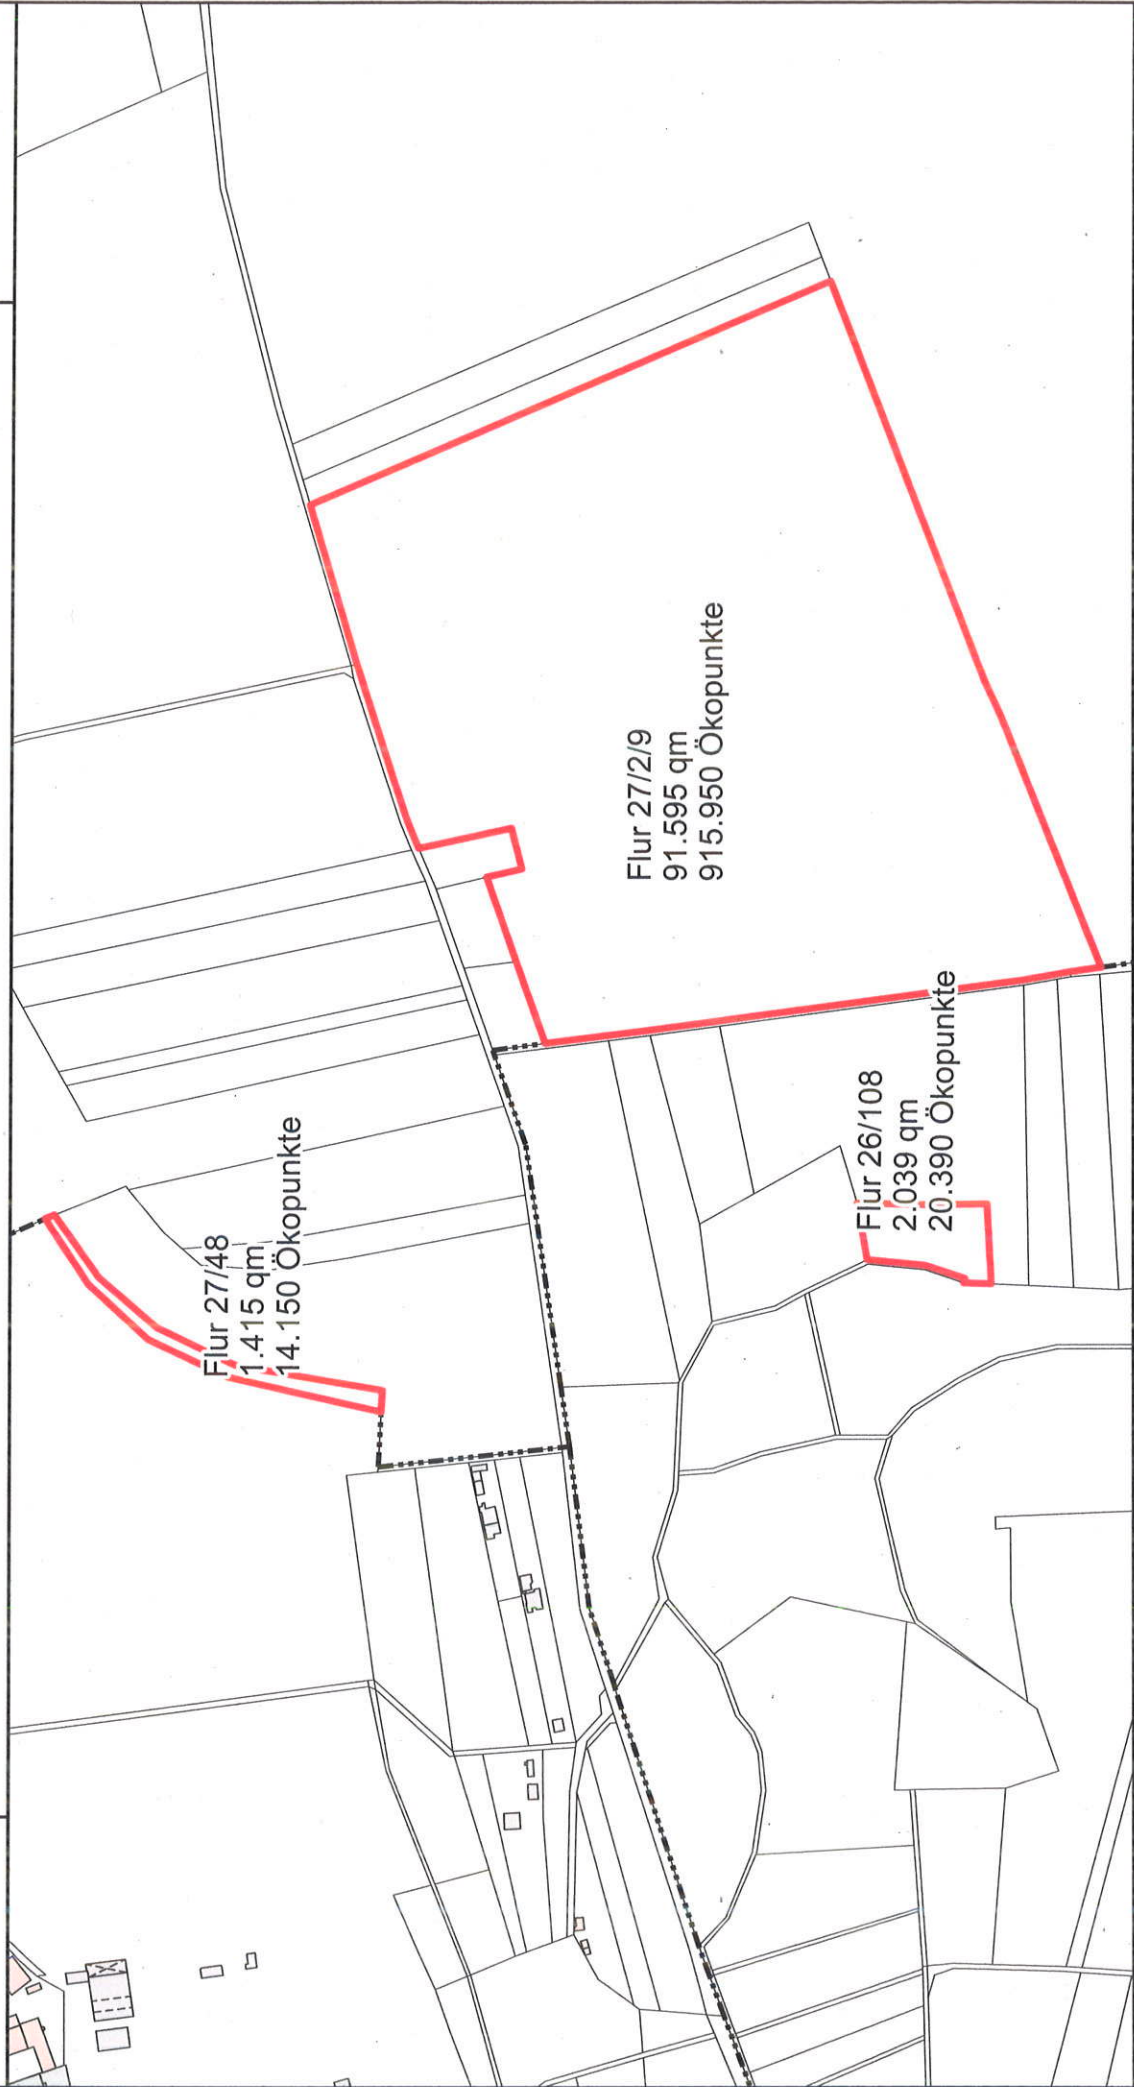 Flur 27/48
1.415 qm
14.150 Ökopunkte
Flur 27/2/9
91.595 qm
915.950 Ökopunkte
Flur 26/108
2.039 qm
20.390 Ökopunkte